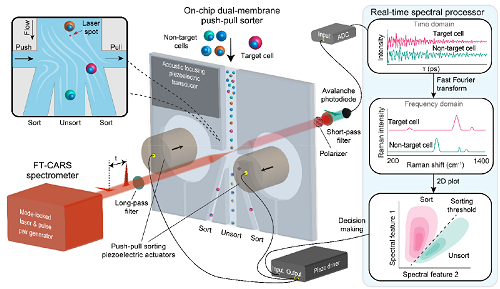 Flow
Laser
spot
Push
Pull
Sort
Unsort
Sort
On-chip dual-membrane
push-pull sorter
Non-target
cells
Target cell
Acoustic focusing
piezoelectric
transducer
Input
ADC
Avalanche
photodiode
Short-pass
filter
Polarizer
FT-CARS
spectrometer
τ
Long-pass
filter
Mode-locked
laser & pulse
pair generator
Push-pull sorting
piezoelectric actuators
Sort
Unsort
Sort
Decision
making
Input
Output
Piezo driver
Real-time spectral processor
Time domain
Intensity
Target cell
Non-target cell
τ (ps)
Fast Fourier
transform
Frequency domain
Raman intensity
Target cell
Non-target cell
200
1400
Raman shift (cm⁻¹)
2D plot
Spectral feature 1
Sort
Sorting
threshold
Unsort
Spectral feature 2